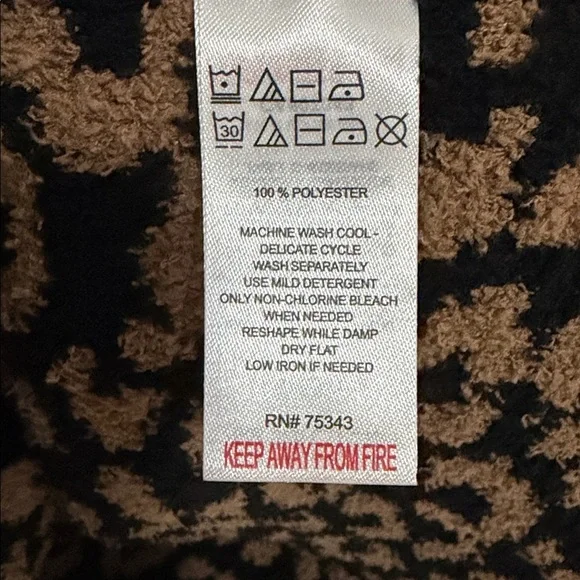 30
100 % POLYESTER
MACHINE WASH COOL-
DELICATE CYCLE
WASH SEPARATELY
USE MILD DETERGENT
ONLY NON-CHLORINE BLEACH
WHEN NEEDED
RESHAPE WHILE DAMP
DRY FLAT
LOW IRON IF NEEDED
RN# 75343
KEEP AWAY FROM FIRE